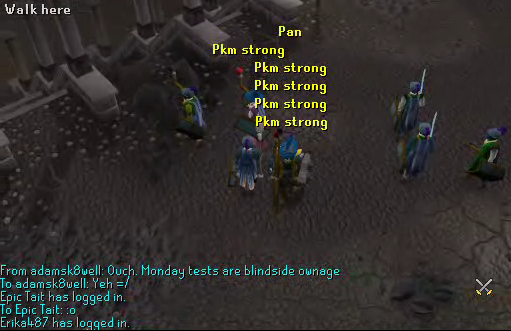 Walk here
Pan
Pkm strong
Pkm strong
Pkm strong
Pkm strong
Pkm strong
From adamsk8well: Ouch. Monday tests are blindside ownage
To adamsk8well: Yeh =/
Epic Tait has logged in.
To Epic Tait: :o
Erika487 has logged in.